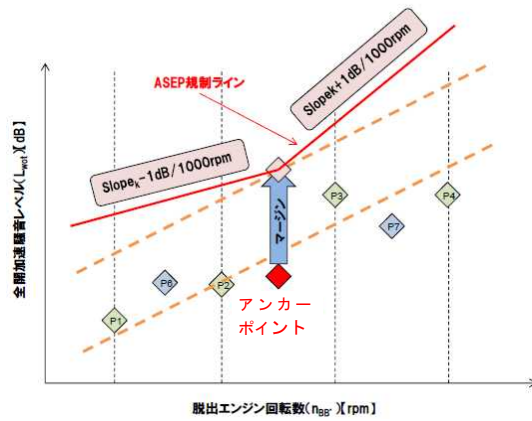 Slopek+1dB/1000rpm
ASEP規制ライン
Slopek-1dB/1000rpm
全開加速騒音レベル(Lwot)[dB]
マージン
P3
P4
P7
P6
P2
P1
アンカー
ポイント
脱出エンジン回転数(nBB')[rpm]